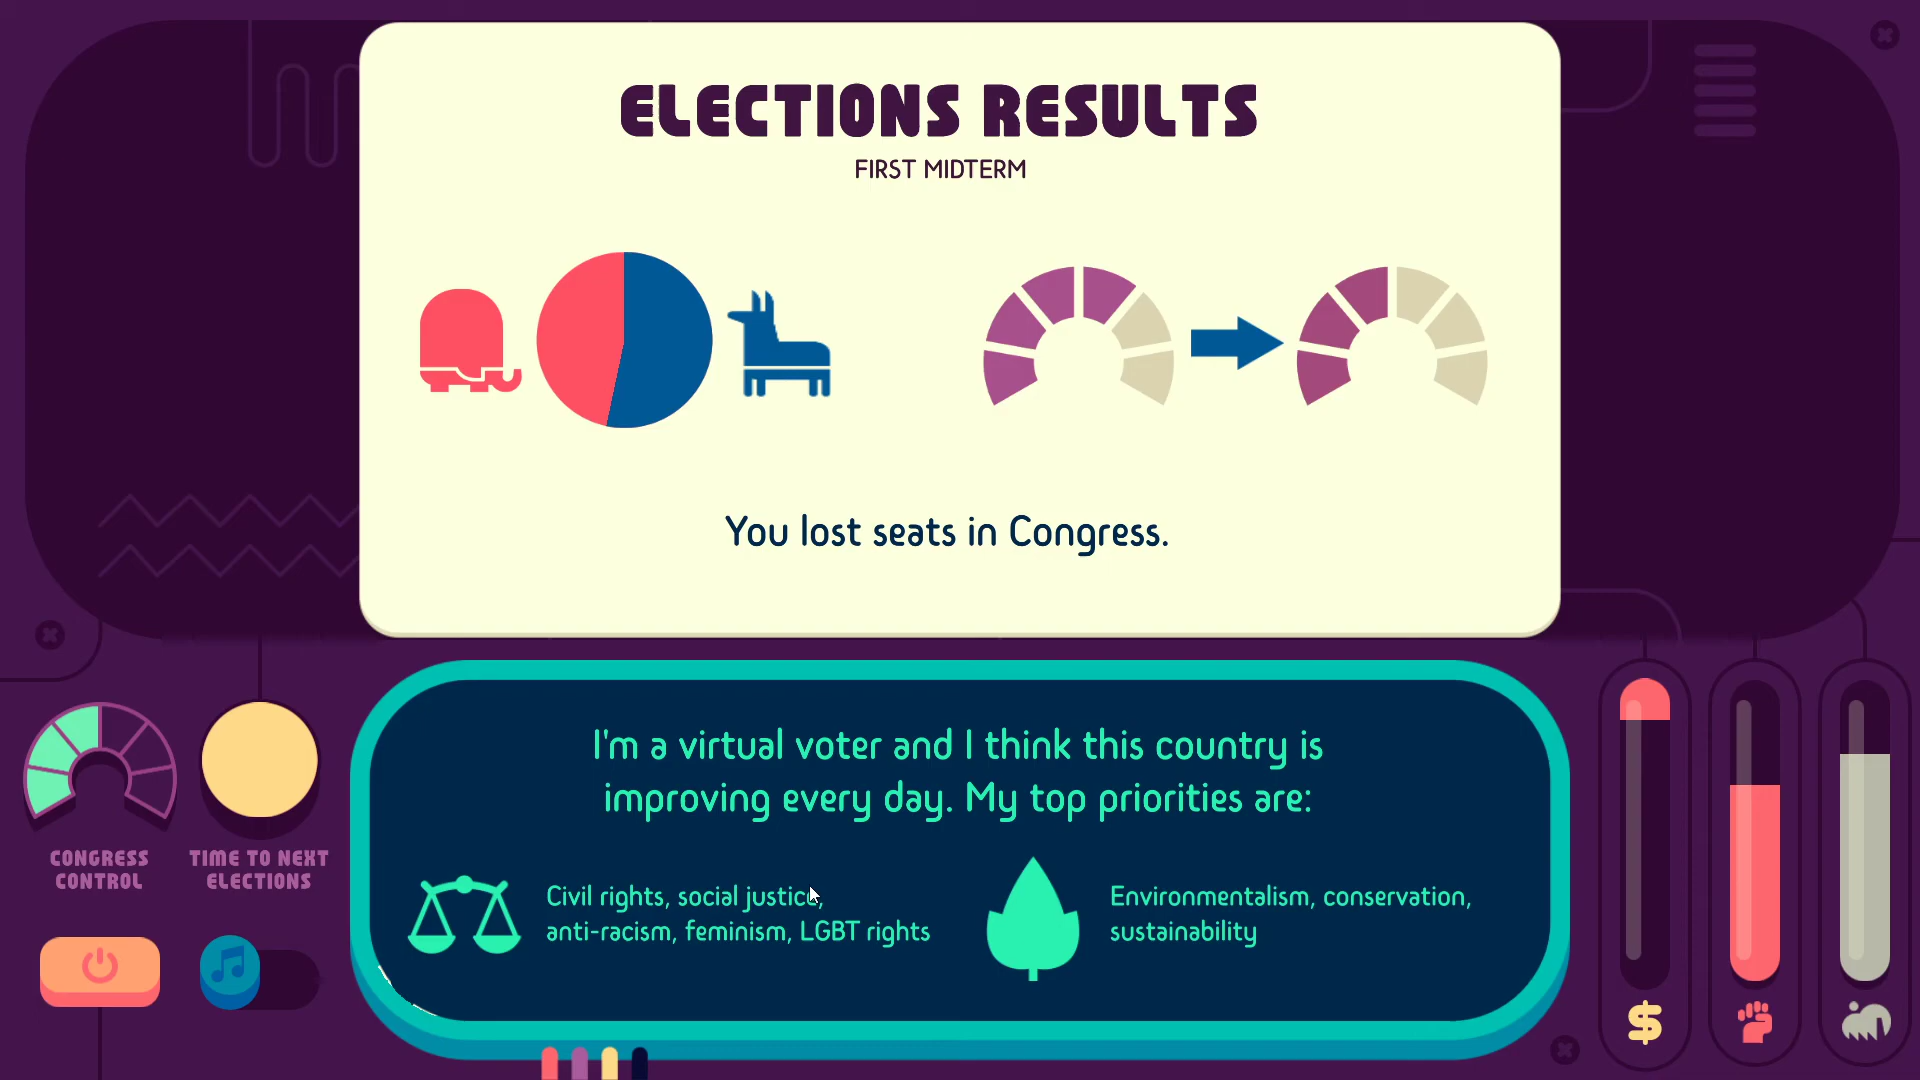 ELECTIONS RESULTS
FIRST MIDTERM
You lost seats in Congress.
I'm a virtual voter and I think this country is
improving every day. My top priorities are:
Civil rights, social justice,
anti-racism, feminism, LGBT rights
Environmentalism, conservation,
sustainability
CONGRESS
CONTROL
TIME TO NEXT
ELECTIONS
$